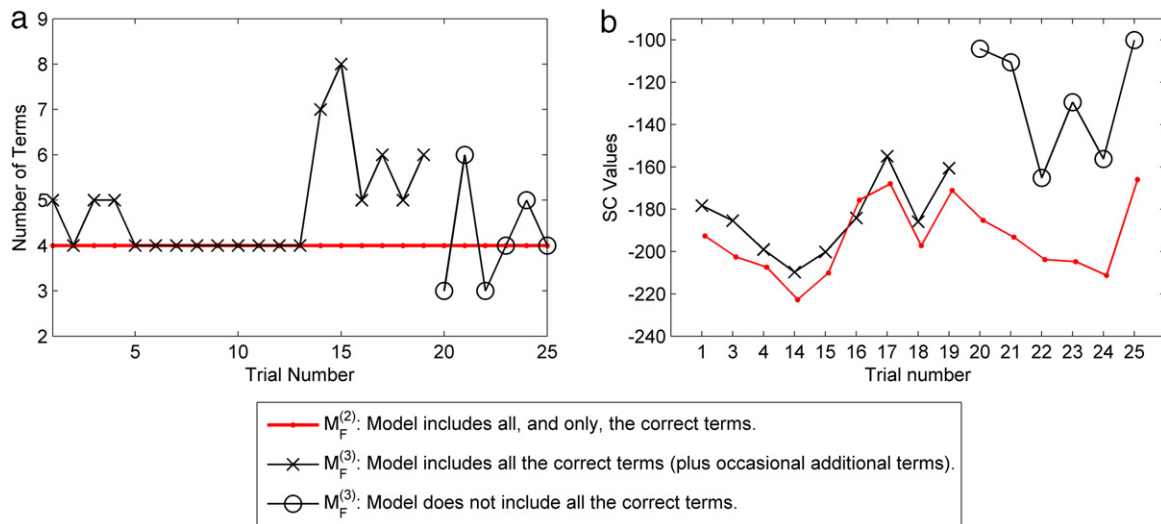 a
9
8
7
6
5
4
3
2
Number of Terms
5
10
15
20
25
Trial Number
b
-100
-120
-140
-160
-180
-200
-220
-240
SC Values
1 3 4 14 15 16 17 18 19 20 21 22 23 24 25
Trial number
M_F^(2): Model includes all, and only, the correct terms.
M_F^(3): Model includes all the correct terms (plus occasional additional terms).
M_F^(3): Model does not include all the correct terms.